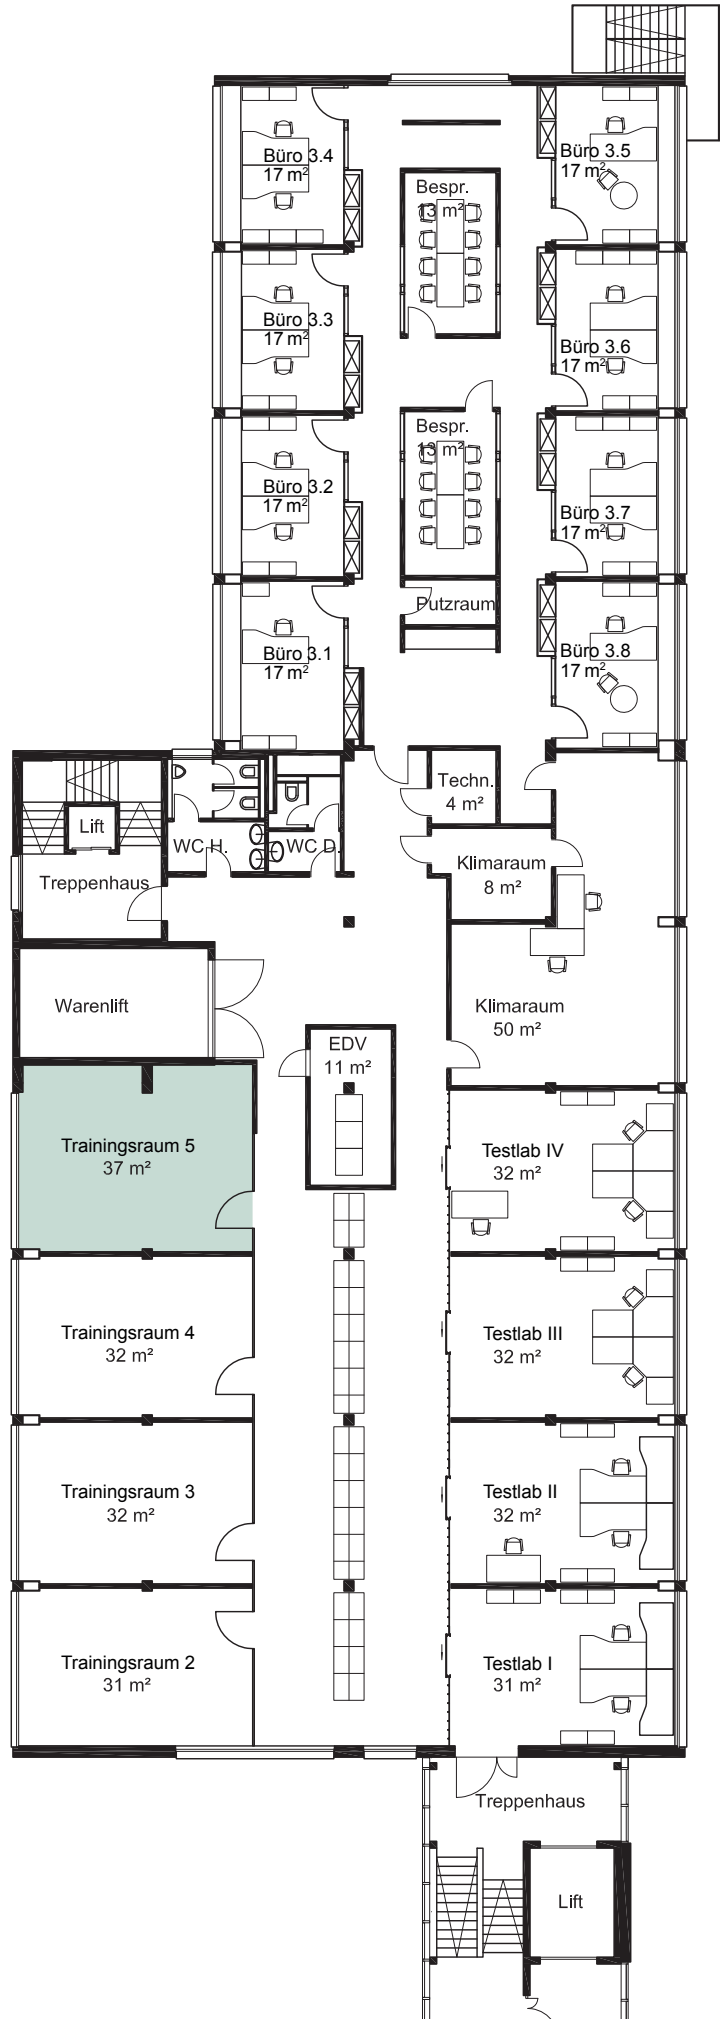 Büro 3.4
17 m²
Büro 3.5
17 m²
Bespr.
13 m²
Büro 3.3
17 m²
Büro 3.6
17 m²
Bespr.
13 m²
Büro 3.2
17 m²
Büro 3.7
17 m²
Putzraum
Büro 3.1
17 m²
Büro 3.8
17 m²
Techn.
4 m²
Lift
WC H.
WC D.
Klimaraum
8 m²
Treppenhaus
Warenlift
Klimaraum
50 m²
EDV
11 m²
Trainingsraum 5
37 m²
Testlab IV
32 m²
Trainingsraum 4
32 m²
Testlab III
32 m²
Trainingsraum 3
32 m²
Testlab II
32 m²
Trainingsraum 2
31 m²
Testlab I
31 m²
Treppenhaus
Lift